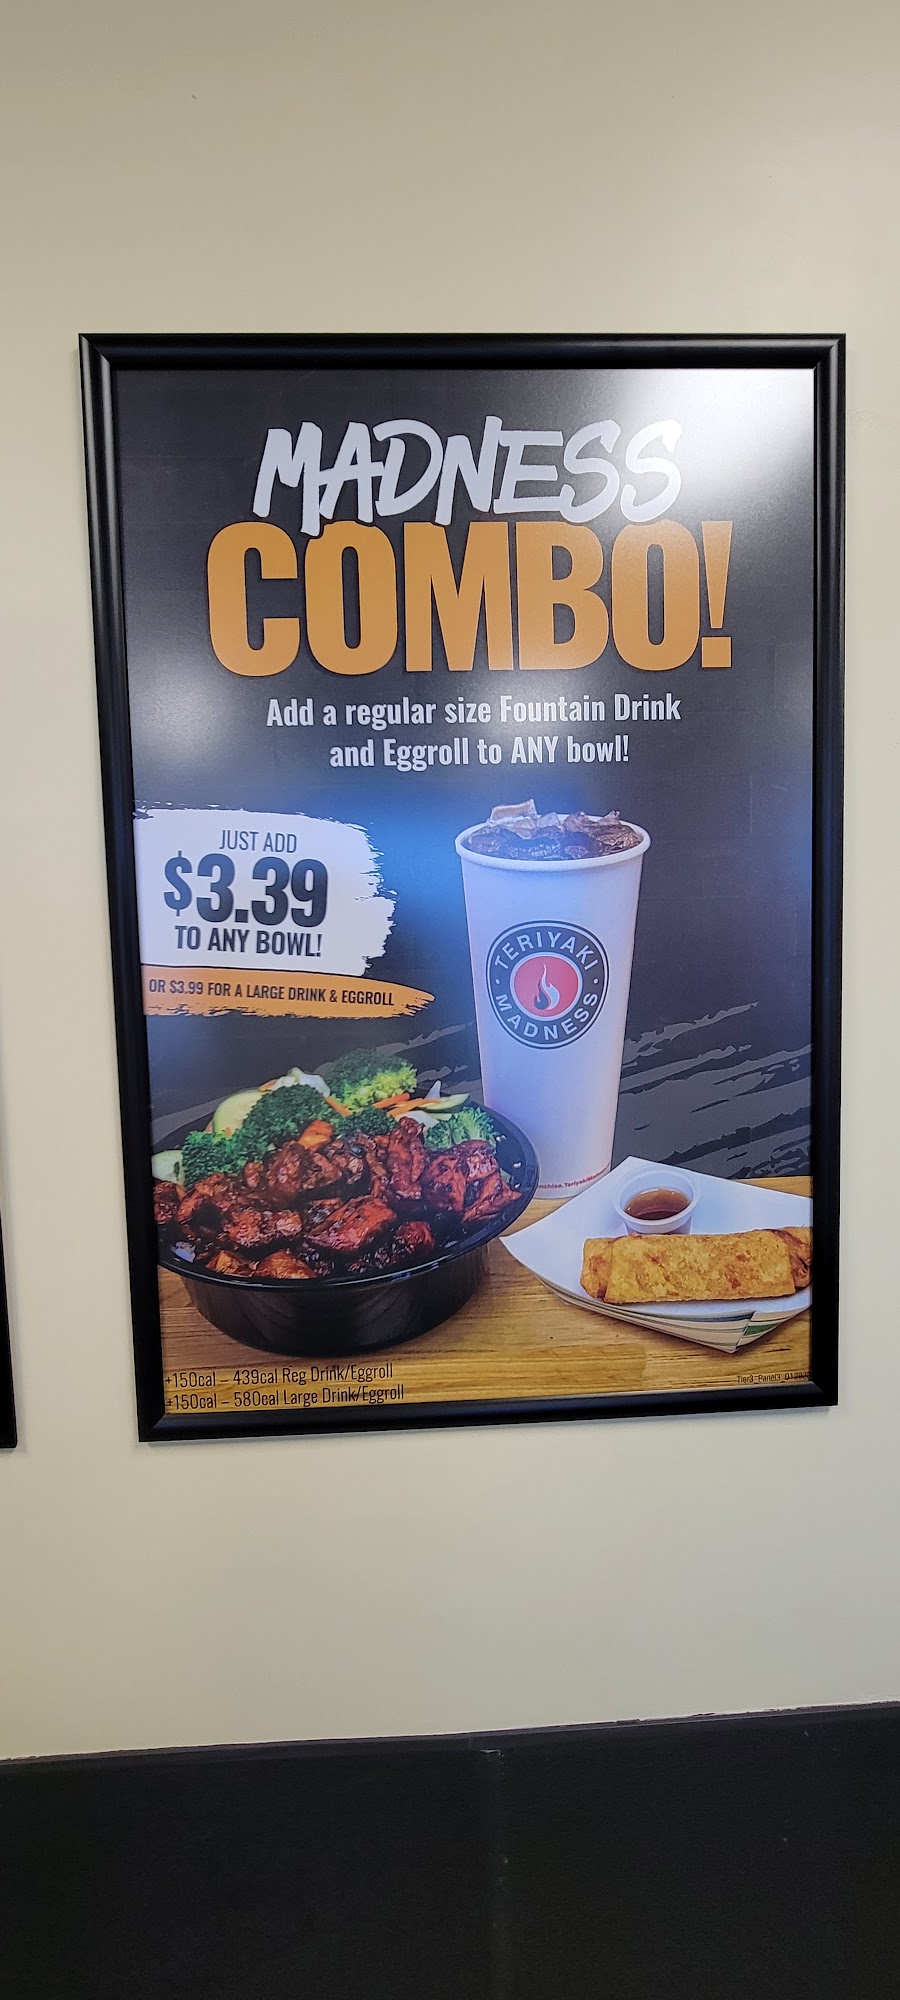 MADNESS
COMBO!
Add a regular size Fountain Drink
and Eggroll to ANY bowl!
JUST ADD
$3.39
TO ANY BOWL!
OR $3.99 FOR A LARGE DRINK & EGGROLL
TERIYAKI
MADNESS
+150cal – 439cal Reg Drink/Eggroll
+150cal – 580cal Large Drink/Eggroll